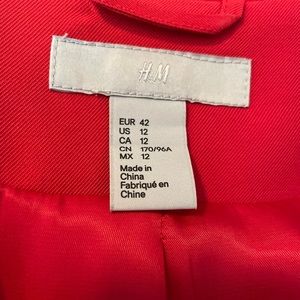 H&M
EUR 42
US 12
CA 12
CN 170/96A
MX 12
Made in
China
Fabriqué en
Chine